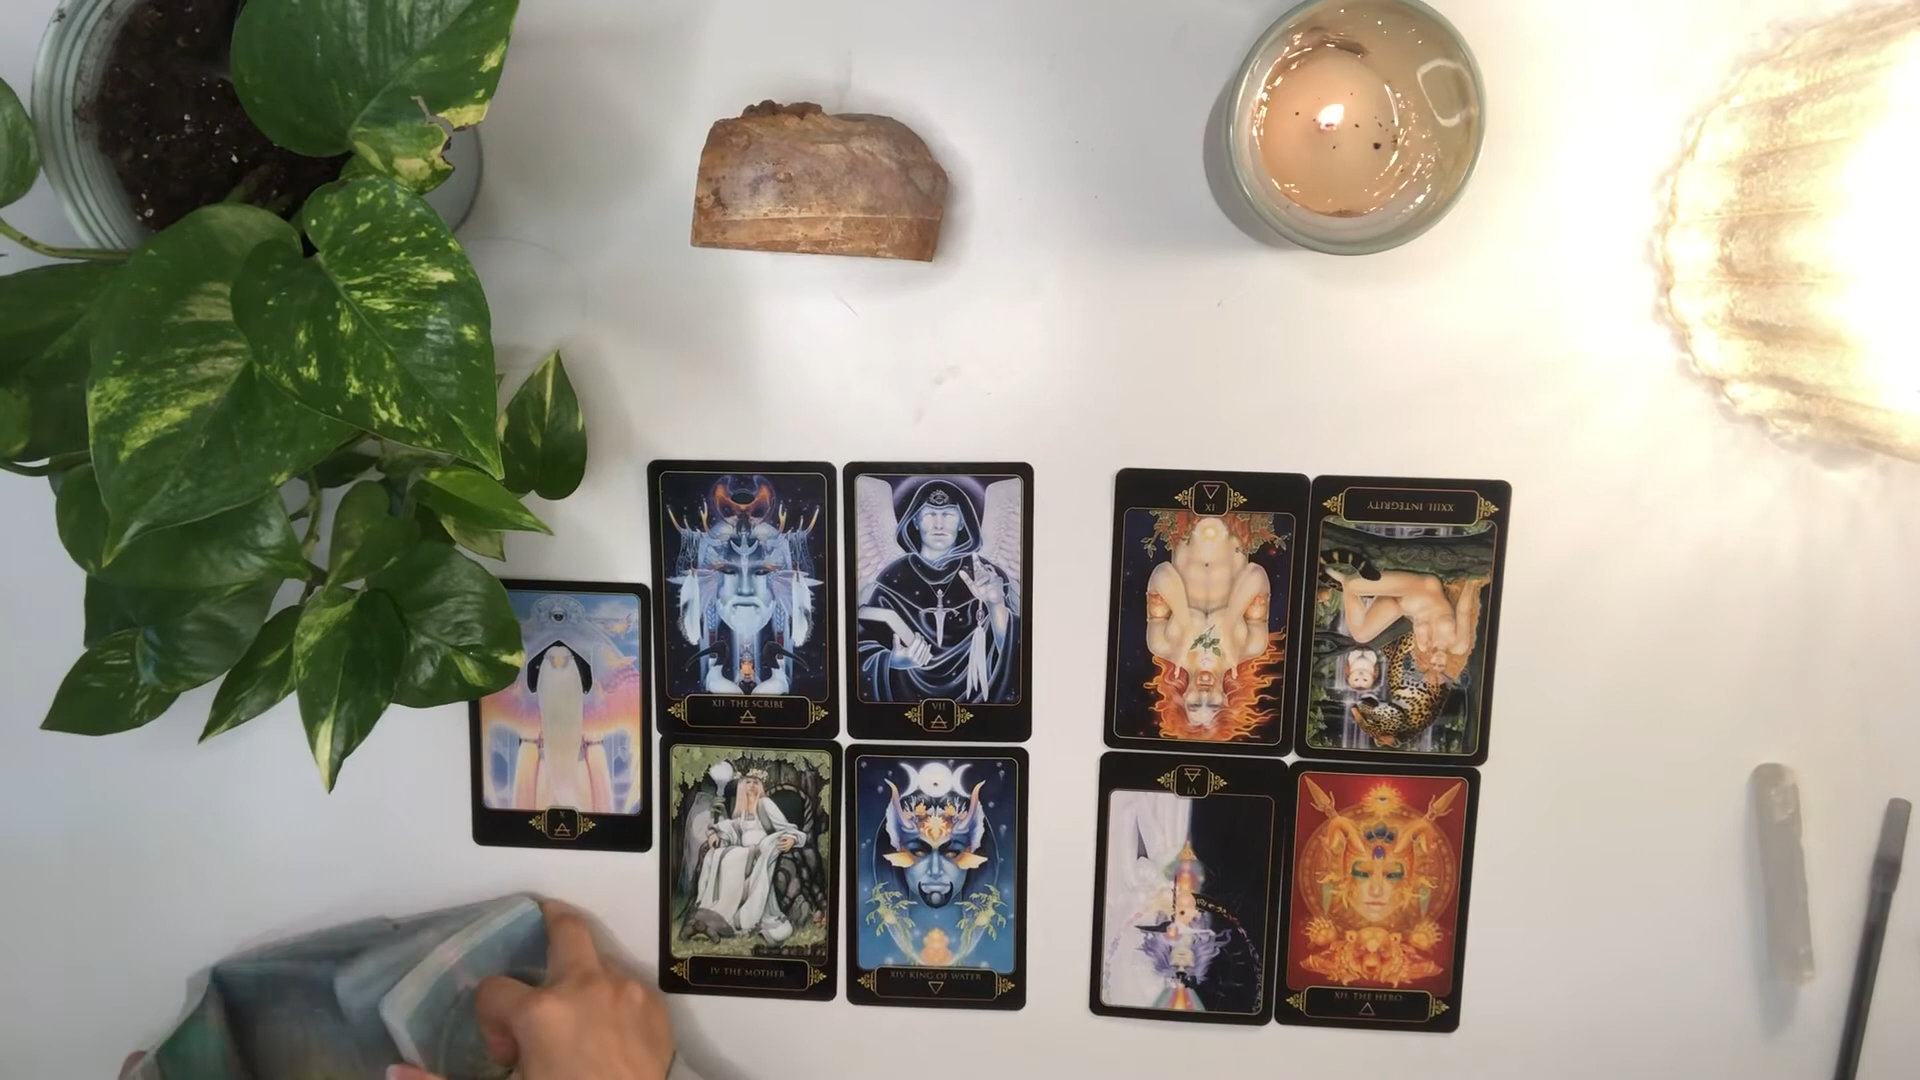 XI
XXIII. INTEGRITY
XII THE SCRIBE
VII
VI
X
IV THE MOTHER
XIV KING OF WATER
XII. THE HERO